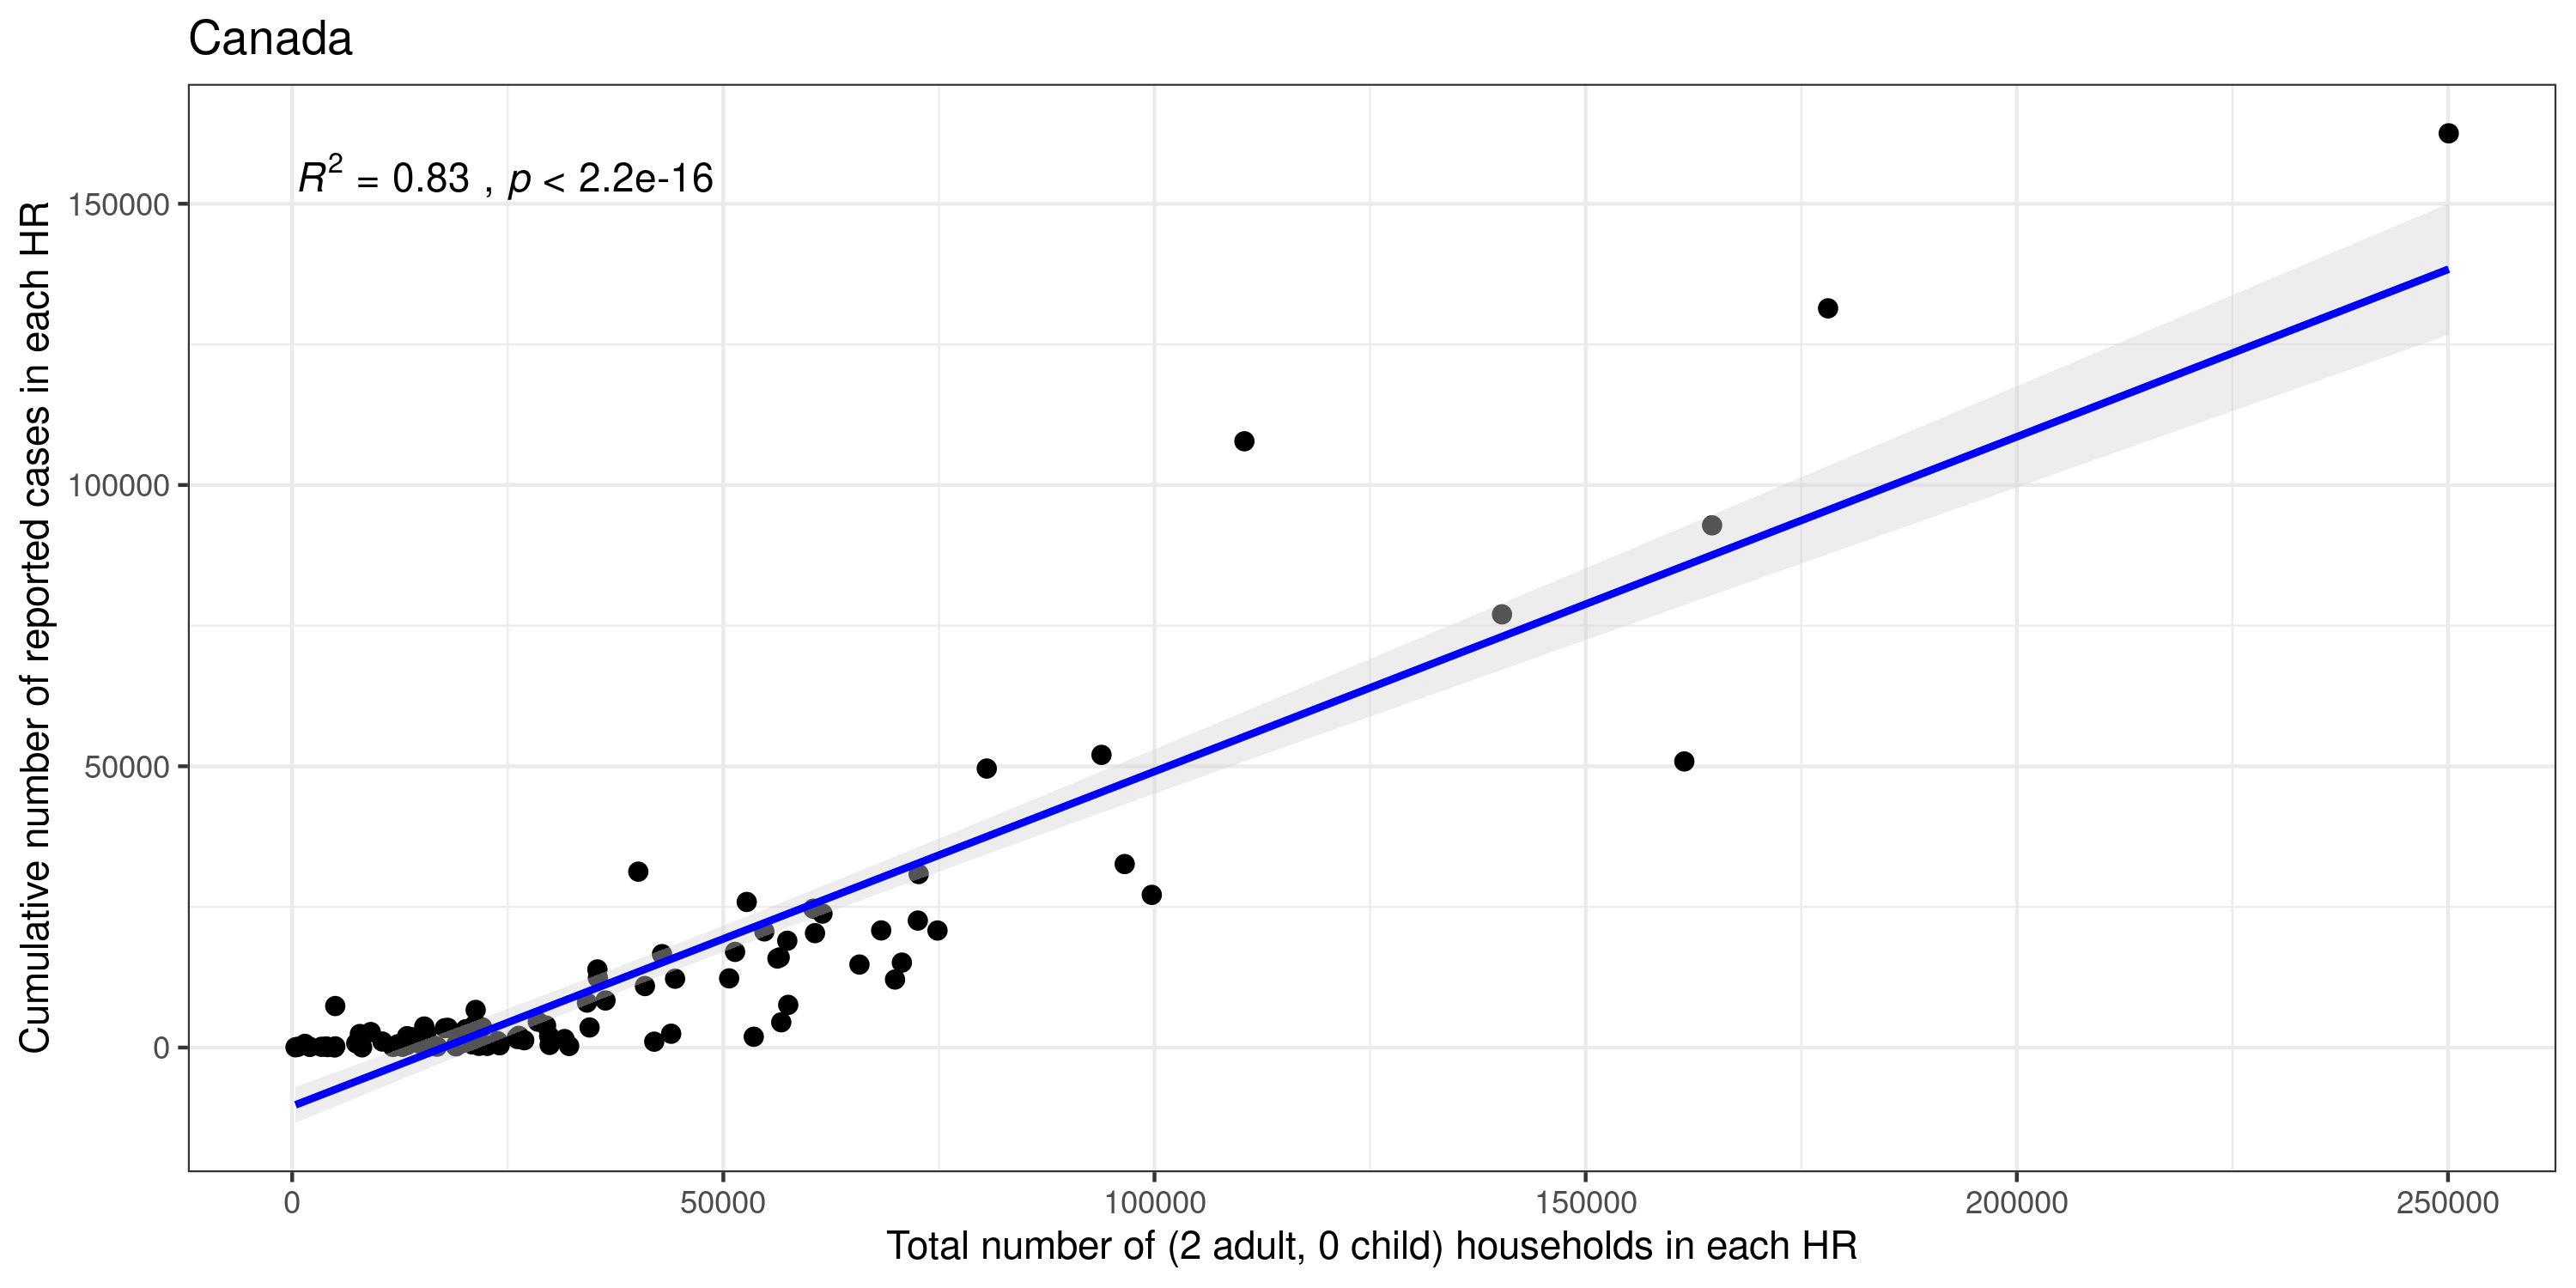 Canada
R² = 0.83 , p < 2.2e-16
Cumulative number of reported cases in each HR
150000
100000
50000
0
0 50000 100000 150000 200000 250000
Total number of (2 adult, 0 child) households in each HR